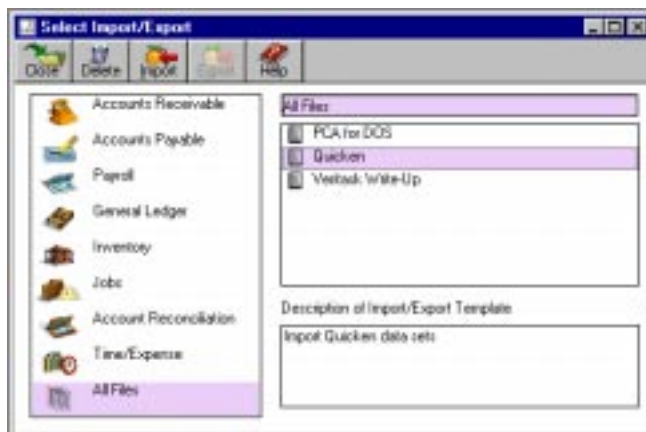 Select Import/Export
Close Delete Import Export Help
Accounts Receivable
Accounts Payable
Payroll
General Ledger
Inventory
Jobs
Account Reconciliation
Time/Expense
All Files
All Files
PCA for DOS
Quicken
Veritask Write-Up
Description of Import/Export Template
Import Quicken data sets